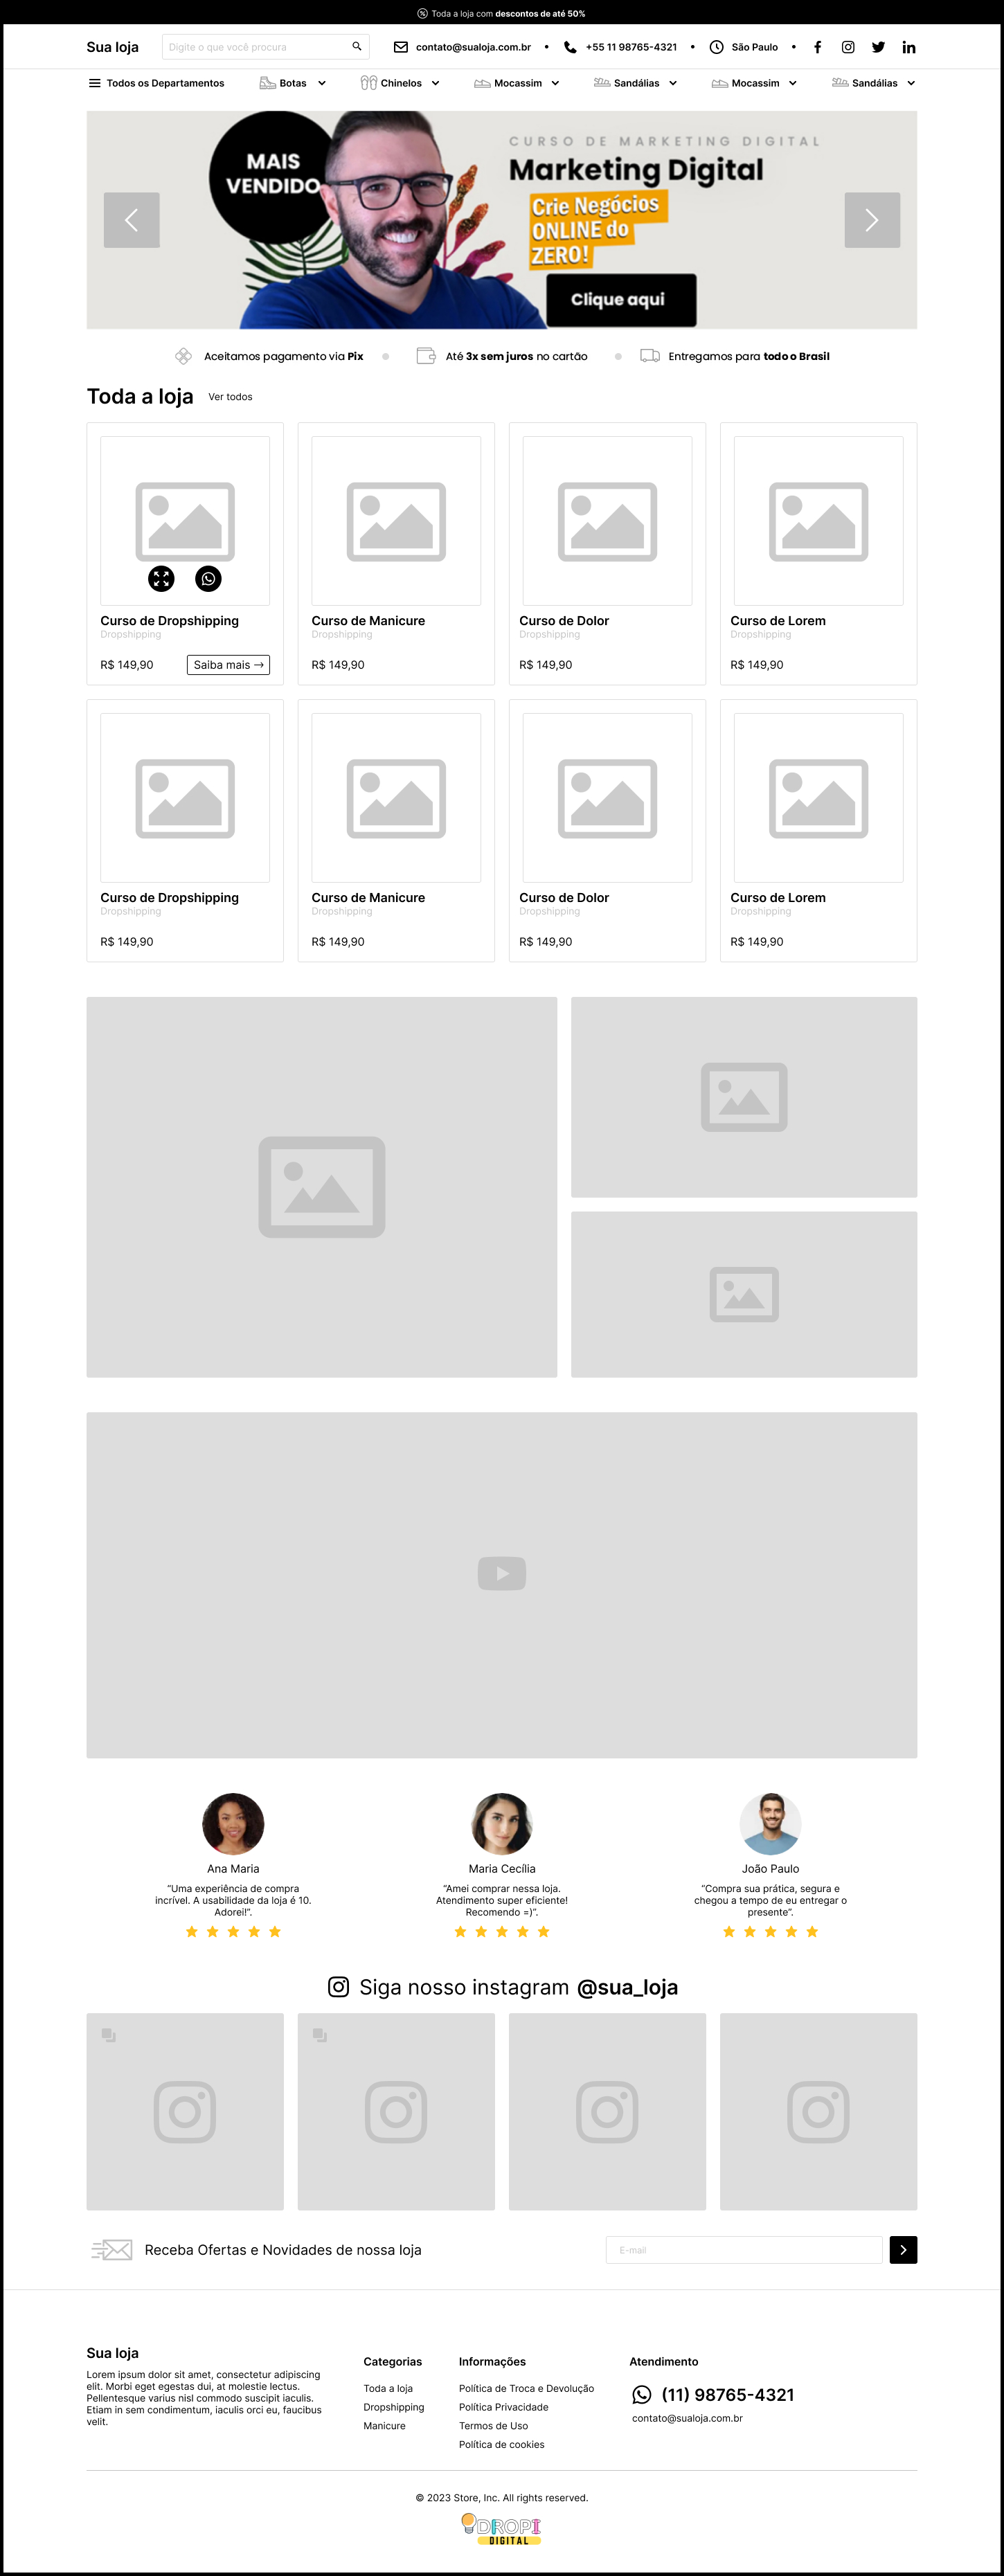 Toda a loja com descontos de até 50%
Sua loja
Digite o que você procura
contato@sualoja.com.br • +55 11 98765-4321 • São Paulo •
Todos os Departamentos Botas Chinelos Mocassim Sandálias Mocassim Sandálias
MAIS
VENDIDO
CURSO DE MARKETING DIGITAL
Marketing Digital
Crie Negócios
ONLINE do
ZERO!
Clique aqui
Aceitamos pagamento via Pix
Até 3x sem juros no cartão
Entregamos para todo o Brasil
Toda a loja Ver todos
Curso de Dropshipping
Dropshipping
R$ 149,90 Saiba mais →
Curso de Manicure
Dropshipping
R$ 149,90
Curso de Dolor
Dropshipping
R$ 149,90
Curso de Lorem
Dropshipping
R$ 149,90
Curso de Dropshipping
Dropshipping
R$ 149,90
Curso de Manicure
Dropshipping
R$ 149,90
Curso de Dolor
Dropshipping
R$ 149,90
Curso de Lorem
Dropshipping
R$ 149,90
Ana Maria
“Uma experiência de compra
incrível. A usabilidade da loja é 10.
Adorei!”.
Maria Cecília
“Amei comprar nessa loja.
Atendimento super eficiente!
Recomendo =)”.
João Paulo
“Compra sua prática, segura e
chegou a tempo de eu entregar o
presente”.
Siga nosso instagram @sua_loja
Receba Ofertas e Novidades de nossa loja
E-mail
Sua loja
Lorem ipsum dolor sit amet, consectetur adipiscing
elit. Morbi eget egestas dui, at molestie lectus.
Pellentesque varius nisl commodo suscipit iaculis.
Etiam in sem condimentum, iaculis orci eu, faucibus
velit.
Categorias
Toda a loja
Dropshipping
Manicure
Informações
Política de Troca e Devolução
Política Privacidade
Termos de Uso
Política de cookies
Atendimento
(11) 98765-4321
contato@sualoja.com.br
© 2023 Store, Inc. All rights reserved.
DROPI
DIGITAL